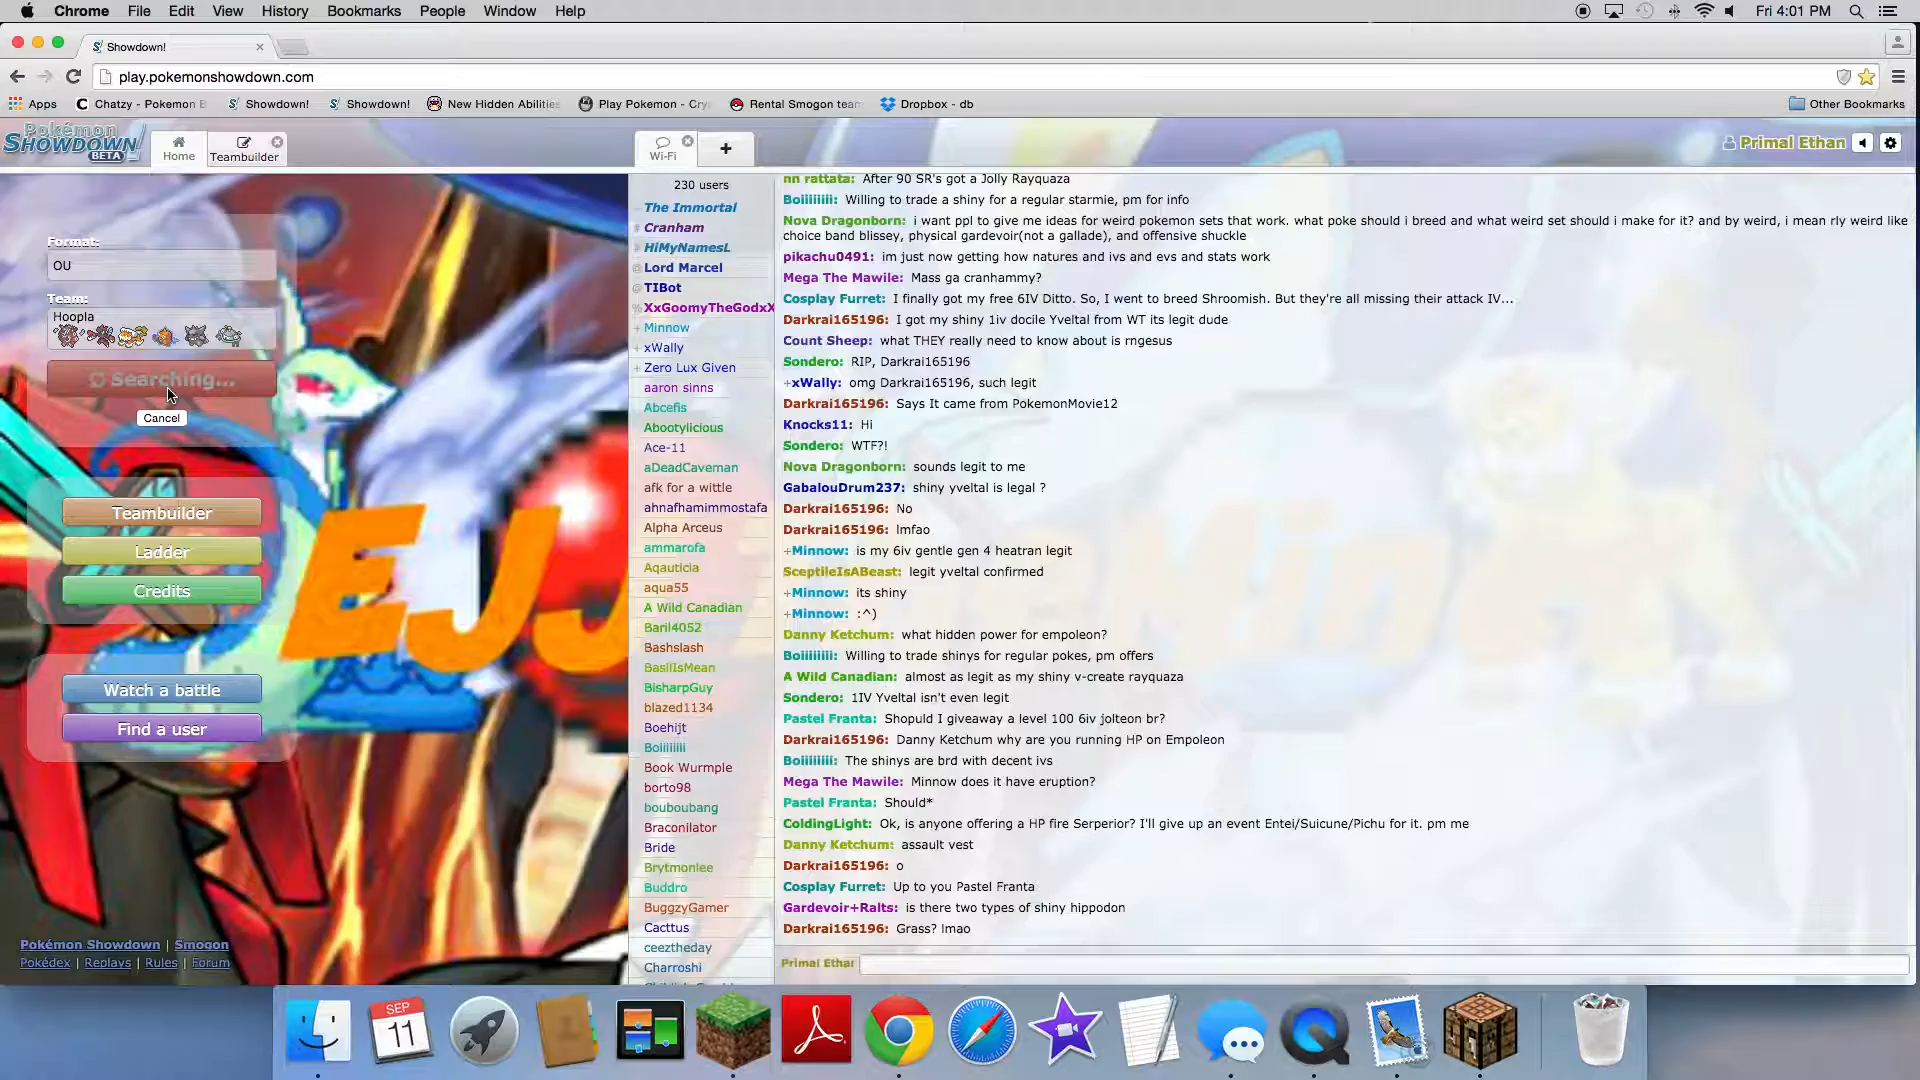 Chrome File Edit View History Bookmarks People Window Help Fri 4:01 PM
Showdown!
play.pokemonshowdown.com
Apps Chatzy - Pokemon Showdown! Showdown! New Hidden Abilities Play Pokemon - Cry Rental Smogon team Dropbox - db Other Bookmarks
Pokémon SHOWDOWN! BETA Home Teambuilder Wi-Fi + Primal Ethan
Format:
OU
Team:
Hoopla
Searching...
Cancel
Teambuilder
Ladder
Credits
Watch a battle
Find a user
Pokémon Showdown | Smogon
Pokédex | Replays | Rules | Forum
EJJ
230 users
The Immortal
# Cranham
# HiMyNamesL
@ Lord Marcel
@ TIBot
% XxGoomyTheGodxX
+ Minnow
+ xWally
+ Zero Lux Given
aaron sinns
Abcefis
Abootylicious
Ace-11
aDeadCaveman
afk for a wittle
ahnafhamimmostafa
Alpha Arceus
ammarofa
Aqauticia
aqua55
A Wild Canadian
Baril4052
Bashslash
BasilIsMean
BisharpGuy
blazed1134
Boehijt
Boiiiiiiii
Book Wurmple
borto98
bouboubang
Braconilator
Bride
Brytmonlee
Buddro
BuggzyGamer
Cacttus
ceeztheday
Charroshi
nn rattata: After 90 SR's got a Jolly Rayquaza
Boiiiiiiii: Willing to trade a shiny for a regular starmie, pm for info
Nova Dragonborn: i want ppl to give me ideas for weird pokemon sets that work. what poke should i breed and what weird set should i make for it? and by weird, i mean rly weird like
choice band blissey, physical gardevoir(not a gallade), and offensive shuckle
pikachu0491: im just now getting how natures and ivs and evs and stats work
Mega The Mawile: Mass ga cranhammy?
Cosplay Furret: I finally got my free 6IV Ditto. So, I went to breed Shroomish. But they're all missing their attack IV...
Darkrai165196: I got my shiny 1iv docile Yveltal from WT its legit dude
Count Sheep: what THEY really need to know about is rngesus
Sondero: RIP, Darkrai165196
+xWally: omg Darkrai165196, such legit
Darkrai165196: Says It came from PokemonMovie12
Knocks11: Hi
Sondero: WTF?!
Nova Dragonborn: sounds legit to me
GabalouDrum237: shiny yveltal is legal ?
Darkrai165196: No
Darkrai165196: lmfao
+Minnow: is my 6iv gentle gen 4 heatran legit
SceptileIsABeast: legit yveltal confirmed
+Minnow: its shiny
+Minnow: :^)
Danny Ketchum: what hidden power for empoleon?
Boiiiiiiii: Willing to trade shinys for regular pokes, pm offers
A Wild Canadian: almost as legit as my shiny v-create rayquaza
Sondero: 1IV Yveltal isn't even legit
Pastel Franta: Shopuld I giveaway a level 100 6iv jolteon br?
Darkrai165196: Danny Ketchum why are you running HP on Empoleon
Boiiiiiiii: The shinys are brd with decent ivs
Mega The Mawile: Minnow does it have eruption?
Pastel Franta: Should*
ColdingLight: Ok, is anyone offering a HP fire Serperior? I'll give up an event Entei/Suicune/Pichu for it. pm me
Danny Ketchum: assault vest
Darkrai165196: o
Cosplay Furret: Up to you Pastel Franta
Gardevoir+Ralts: is there two types of shiny hippodon
Darkrai165196: Grass? lmao
Primal Ethan
SEP
11